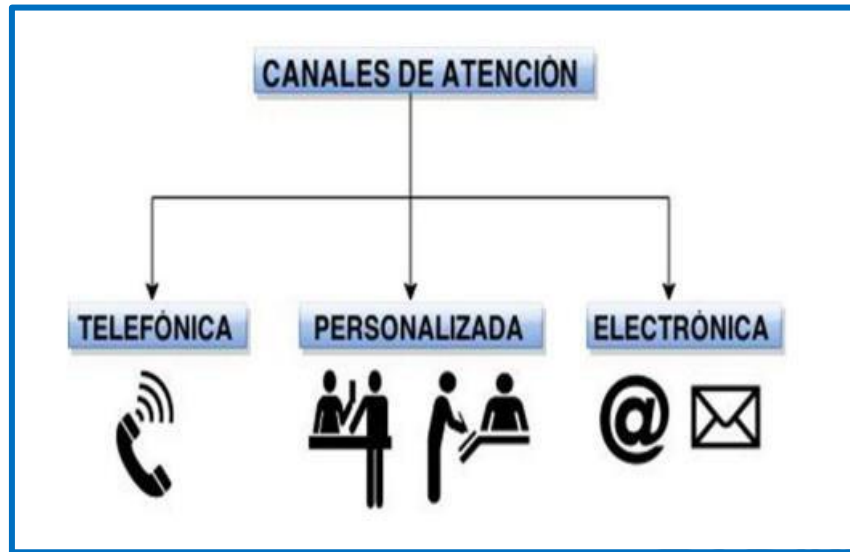 CANALES DE ATENCIÓN
TELEFÓNICA
PERSONALIZADA
ELECTRÓNICA
@